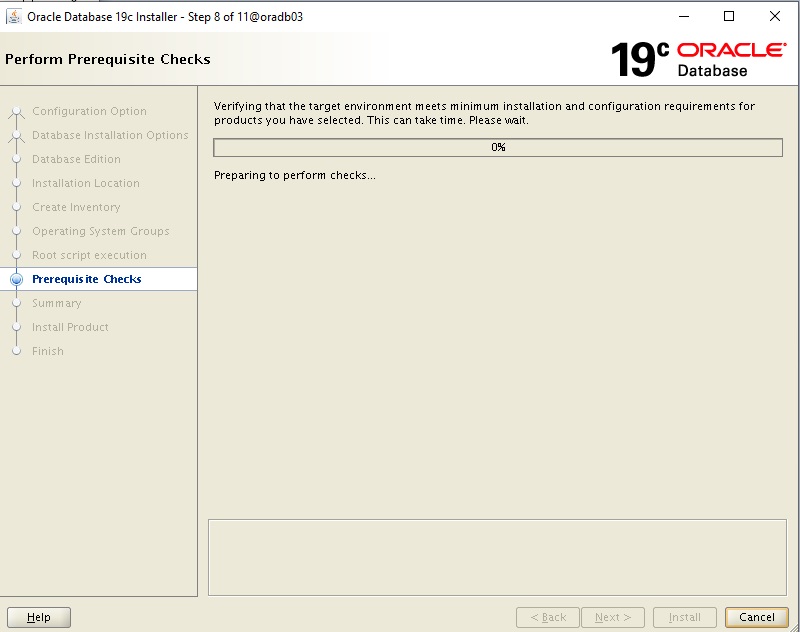 Oracle Database 19c Installer - Step 8 of 11@oradb03
Perform Prerequisite Checks
19c ORACLE
Database
Configuration Option
Database Installation Options
Database Edition
Installation Location
Create Inventory
Operating System Groups
Root script execution
Prerequisite Checks
Summary
Install Product
Finish
Verifying that the target environment meets minimum installation and configuration requirements for
products you have selected. This can take time. Please wait.
0%
Preparing to perform checks...
Help
< Back
Next >
Install
Cancel